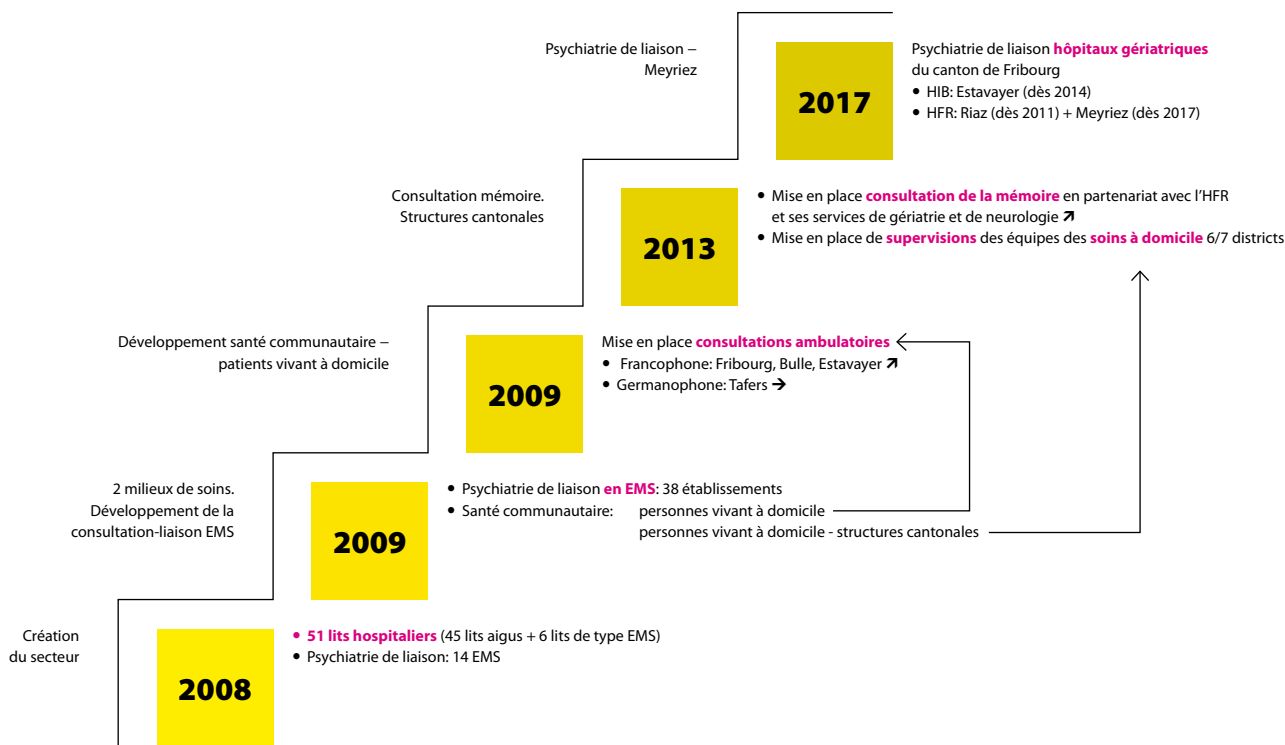 Psychiatrie de liaison –
Meyriez
2017
Psychiatrie de liaison hôpitaux gériatriques
du canton de Fribourg
• HIB: Estavayer (dès 2014)
• HFR: Riaz (dès 2011) + Meyriez (dès 2017)
Consultation mémoire.
Structures cantonales
2013
• Mise en place consultation de la mémoire en partenariat avec l’HFR
et ses services de gériatrie et de neurologie ↗
• Mise en place de supervisions des équipes des soins à domicile 6/7 districts
Développement santé communautaire –
patients vivant à domicile
2009
Mise en place consultations ambulatoires
• Francophone: Fribourg, Bulle, Estavayer ↗
• Germanophone: Tafers →
2 milieux de soins.
Développement de la
consultation-liaison EMS
2009
• Psychiatrie de liaison en EMS: 38 établissements
• Santé communautaire: personnes vivant à domicile
personnes vivant à domicile - structures cantonales
Création
du secteur
2008
• 51 lits hospitaliers (45 lits aigus + 6 lits de type EMS)
• Psychiatrie de liaison: 14 EMS